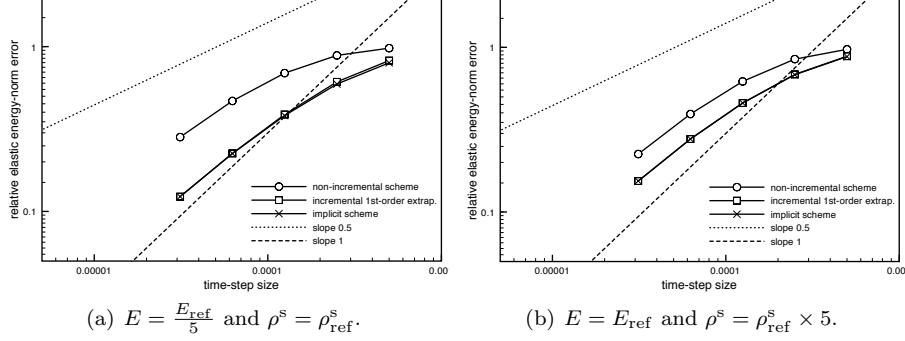 1
0.1
relative elastic energy-norm error
non-incremental scheme
incremental 1st-order extrap.
implicit scheme
slope 0.5
slope 1
0.00001
0.0001
0.00
time-step size
(a) E = E_ref/5 and ρ^s = ρ^s_ref.
1
0.1
relative elastic energy-norm error
non-incremental scheme
incremental 1st-order extrap.
implicit scheme
slope 0.5
slope 1
0.00001
0.0001
0.00
time-step size
(b) E = E_ref and ρ^s = ρ^s_ref × 5.